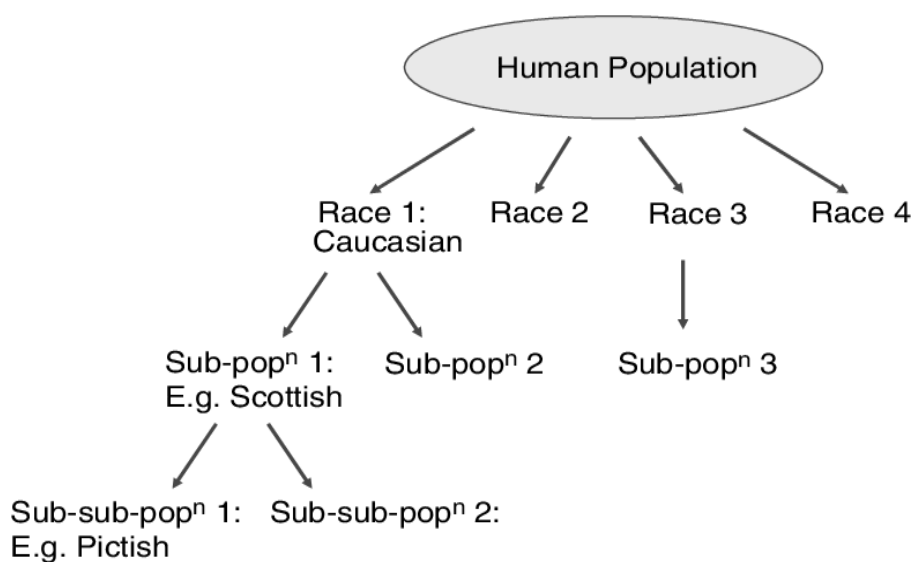 Human Population
Race 1:
Caucasian
Race 2
Race 3
Race 4
Sub-popⁿ 1:
E.g. Scottish
Sub-popⁿ 2
Sub-popⁿ 3
Sub-sub-popⁿ 1:
E.g. Pictish
Sub-sub-popⁿ 2: